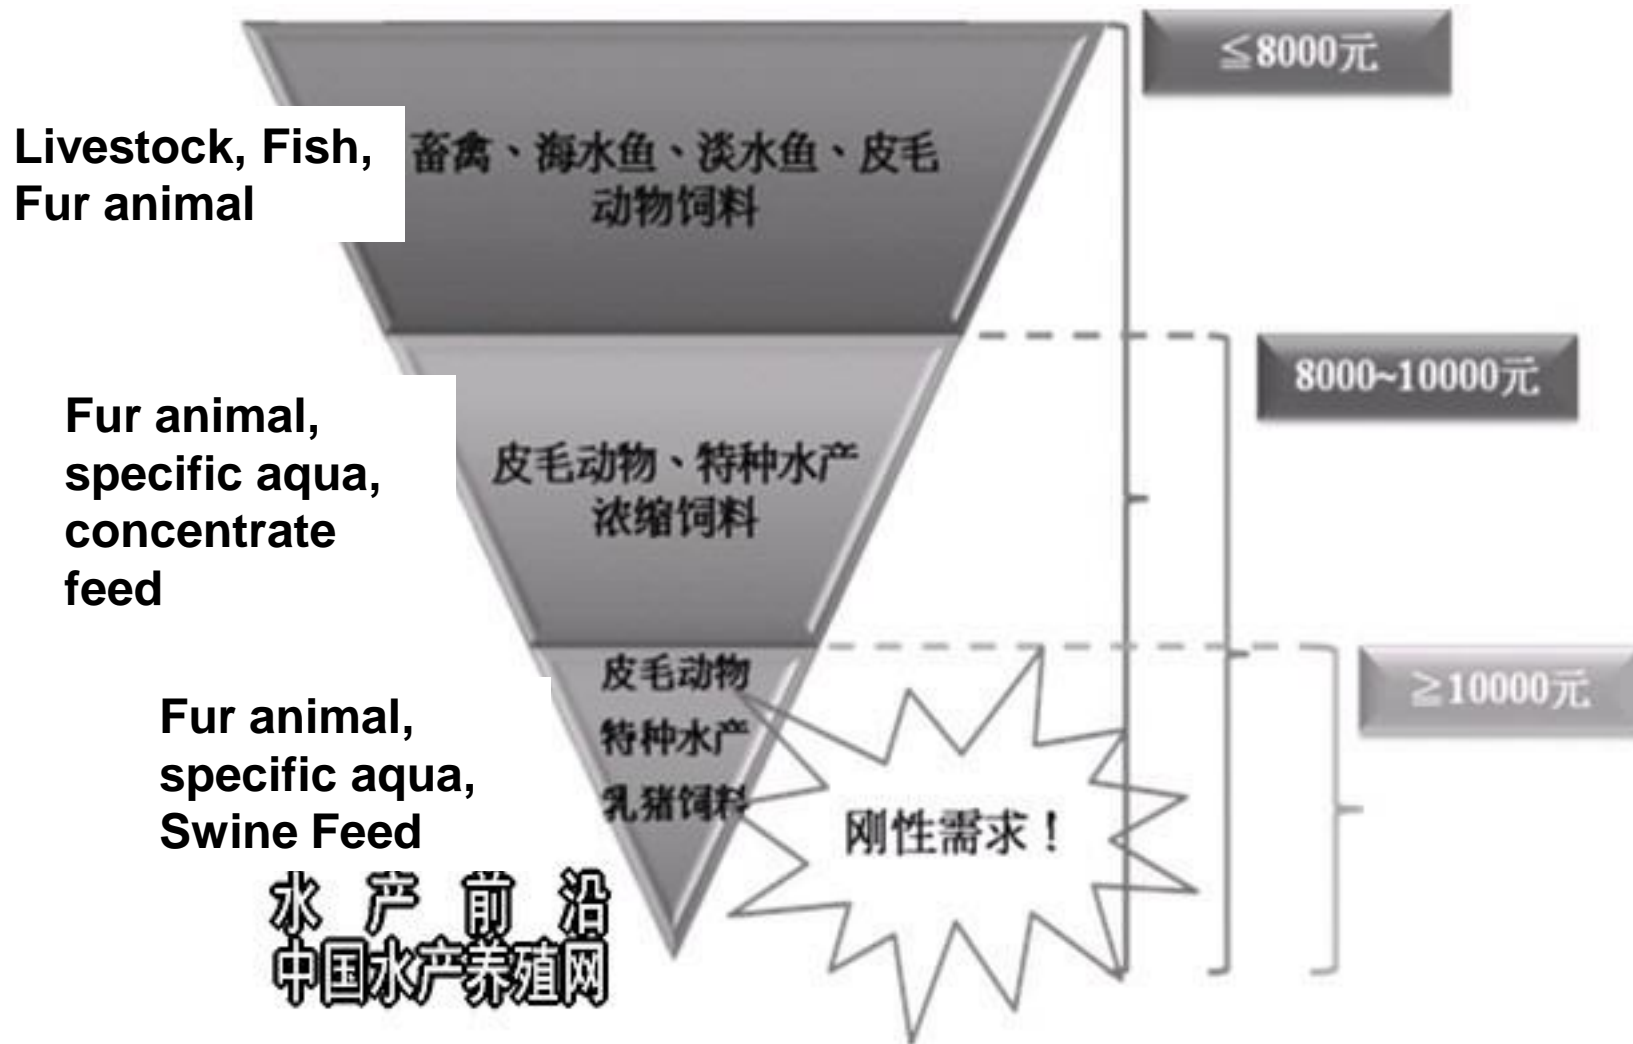 ≦8000元
Livestock, Fish,
Fur animal
畜禽、海水鱼、淡水鱼、皮毛
动物饲料
8000~10000元
Fur animal,
specific aqua,
concentrate
feed
皮毛动物、特种水产
浓缩饲料
皮毛动物
特种水产
乳猪饲料
≧10000元
Fur animal,
specific aqua,
Swine Feed
刚性需求！
水产前沿
中国水产养殖网